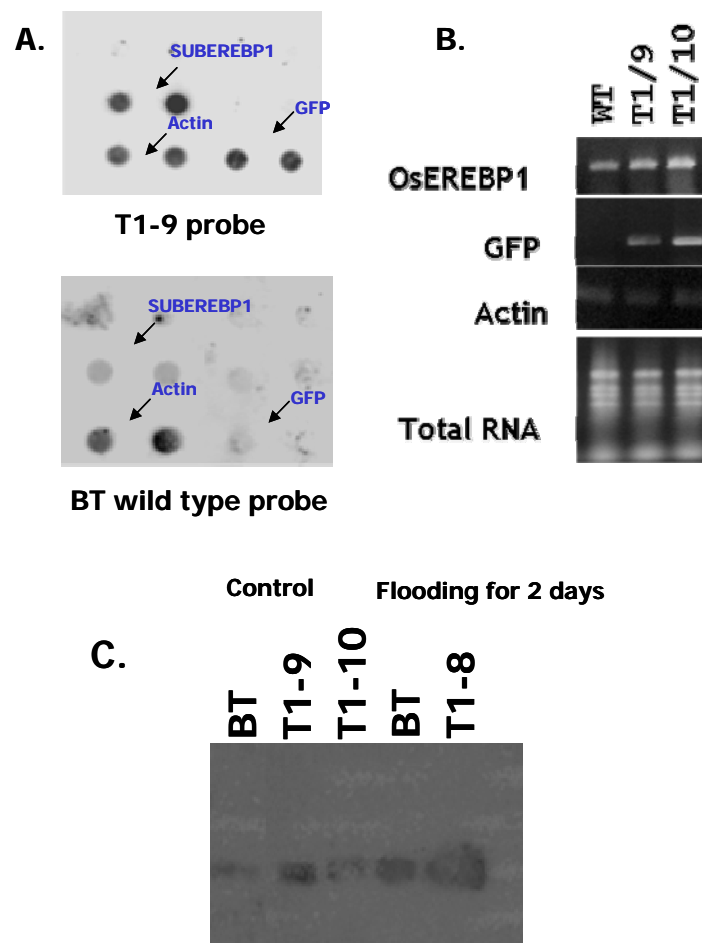 A.
SUBEREBP1
Actin
GFP
T1-9 probe
SUBEREBP1
Actin
GFP
BT wild type probe
B.
WT
T1/9
T1/10
OsEREBP1
GFP
Actin
Total RNA
Control
Flooding for 2 days
C.
BT
T1-9
T1-10
BT
T1-8